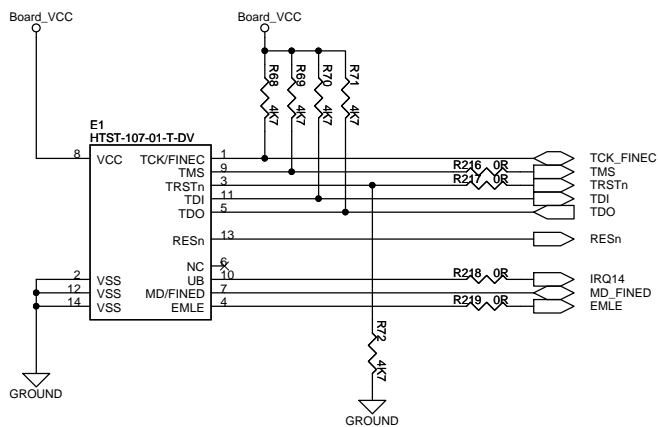 Board_VCC
Board_VCC
R68
4K7
R69
4K7
R70
4K7
R71
4K7
E1
HTST-107-01-T-DV
8 VCC TCK/FINEC 1 TCK_FINEC
TMS 9 R216 0R TMS
TRSTn 3 R217 0R TRSTn
TDI 11 TDI
TDO 5 TDO
RESn 13 RESn
NC 6
2 VSS UB 10 R218 0R IRQ14
12 VSS MD/FINED 7 MD_FINED
14 VSS EMLE 4 R219 0R EMLE
R72
4K7
GROUND
GROUND